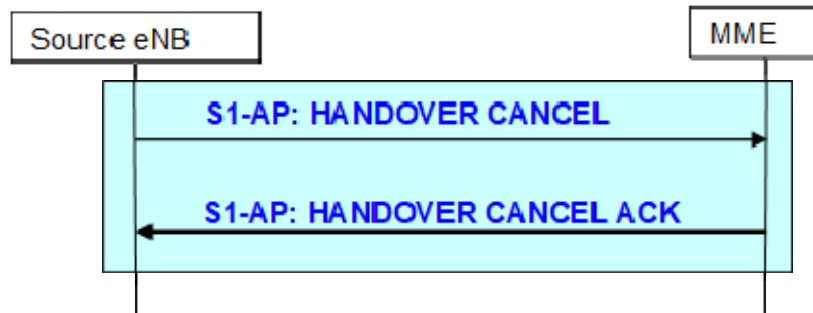 Source eNB
MME
S1-AP: HANDOVER CANCEL
S1-AP: HANDOVER CANCEL ACK